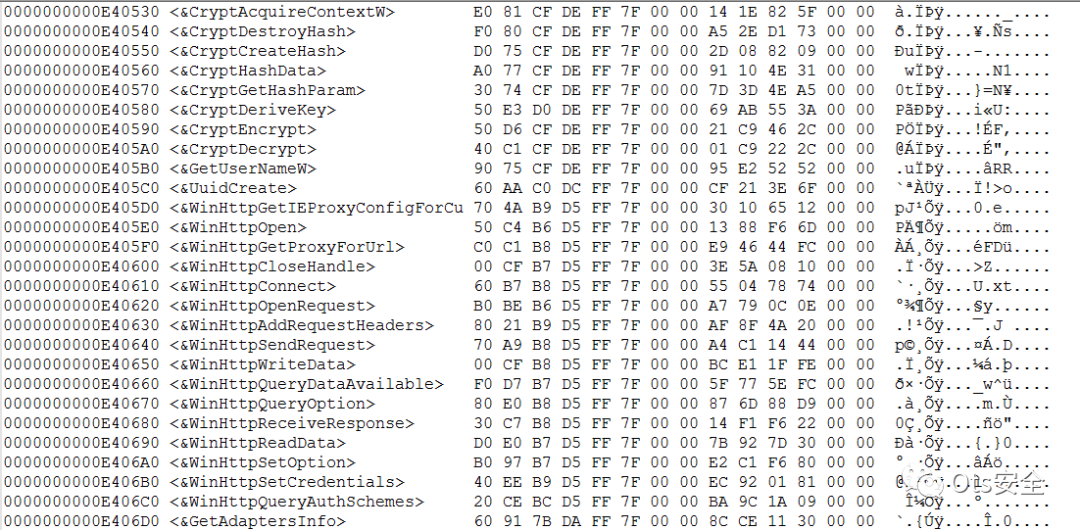 0000000000E40530 <&CryptAcquireContextW> E0 81 CF DE FF 7F 00 00 14 1E 82 5F 00 00 à.ÏÞÿ......_....
0000000000E40540 <&CryptDestroyHash> F0 80 CF DE FF 7F 00 00 A5 2E D1 73 00 00 ð.ÏÞÿ...¥.Ñs....
0000000000E40550 <&CryptCreateHash> D0 75 CF DE FF 7F 00 00 2D 08 82 09 00 00 ÐuÏÞÿ...-.......
0000000000E40560 <&CryptHashData> A0 77 CF DE FF 7F 00 00 91 10 4E 31 00 00 wÏÞÿ.....N1....
0000000000E40570 <&CryptGetHashParam> 30 74 CF DE FF 7F 00 00 7D 3D 4E A5 00 00 0tÏÞÿ...}=N¥....
0000000000E40580 <&CryptDeriveKey> 50 E3 D0 DE FF 7F 00 00 69 AB 55 3A 00 00 PãÐÞÿ...i«U:....
0000000000E40590 <&CryptEncrypt> 50 D6 CF DE FF 7F 00 00 21 C9 46 2C 00 00 PÖÏÞÿ...!ÉF,....
0000000000E405A0 <&CryptDecrypt> 40 C1 CF DE FF 7F 00 00 01 C9 22 2C 00 00 @ÁÏÞÿ....É",....
0000000000E405B0 <&GetUserNameW> 90 75 CF DE FF 7F 00 00 95 E2 52 52 00 00 .uÏÞÿ....âRR....
0000000000E405C0 <&UuidCreate> 60 AA C0 DC FF 7F 00 00 CF 21 3E 6F 00 00 `ªÀÜÿ...Ï!>o....
0000000000E405D0 <&WinHttpGetIEProxyConfigForCu 70 4A B9 D5 FF 7F 00 00 30 10 65 12 00 00 pJ¹Õÿ...0.e.....
0000000000E405E0 <&WinHttpOpen> 50 C4 B6 D5 FF 7F 00 00 13 88 F6 6D 00 00 PÄ¶Õÿ.....öm....
0000000000E405F0 <&WinHttpGetProxyForUrl> C0 C1 B8 D5 FF 7F 00 00 E9 46 44 FC 00 00 ÀÁ¸Õÿ...éFDü....
0000000000E40600 <&WinHttpCloseHandle> 00 CF B7 D5 FF 7F 00 00 3E 5A 08 10 00 00 .Ï·Õÿ...>Z......
0000000000E40610 <&WinHttpConnect> 60 B7 B8 D5 FF 7F 00 00 55 04 78 74 00 00 `·¸Õÿ...U.xt....
0000000000E40620 <&WinHttpOpenRequest> B0 BE B6 D5 FF 7F 00 00 A7 79 0C 0E 00 00 °¾¶Õÿ...§y......
0000000000E40630 <&WinHttpAddRequestHeaders> 80 21 B9 D5 FF 7F 00 00 AF 8F 4A 20 00 00 .!¹Õÿ...¯.J ....
0000000000E40640 <&WinHttpSendRequest> 70 A9 B8 D5 FF 7F 00 00 A4 C1 14 44 00 00 p©¸Õÿ...¤Á.D....
0000000000E40650 <&WinHttpWriteData> 00 CF B8 D5 FF 7F 00 00 BC E1 1F FE 00 00 .Ï¸Õÿ...¼á.þ....
0000000000E40660 <&WinHttpQueryDataAvailable> F0 D7 B7 D5 FF 7F 00 00 5F 77 5E FC 00 00 ð×·Õÿ..._w^ü....
0000000000E40670 <&WinHttpQueryOption> 80 E0 B8 D5 FF 7F 00 00 87 6D 88 D9 00 00 .à¸Õÿ....m.Ù....
0000000000E40680 <&WinHttpReceiveResponse> 30 C7 B8 D5 FF 7F 00 00 14 F1 F6 22 00 00 0Ç¸Õÿ....ñö"....
0000000000E40690 <&WinHttpReadData> D0 E0 B7 D5 FF 7F 00 00 7B 92 7D 30 00 00 Ðà·Õÿ...{.}0....
0000000000E406A0 <&WinHttpSetOption> B0 97 B7 D5 FF 7F 00 00 E2 C1 F6 80 00 00 °.·Õÿ...âÁö.....
0000000000E406B0 <&WinHttpSetCredentials> 40 EE B9 D5 FF 7F 00 00 EC 92 01 81 00 00
0000000000E406C0 <&WinHttpQueryAuthSchemes> 20 CE BC D5 FF 7F 00 00 BA 9C 1A 09 00 00
0000000000E406D0 <&GetAdaptersInfo> 60 91 7B DA FF 7F 00 00 8C CE 11 30 00 00 `.{Úÿ....Î.0....
Ots安全